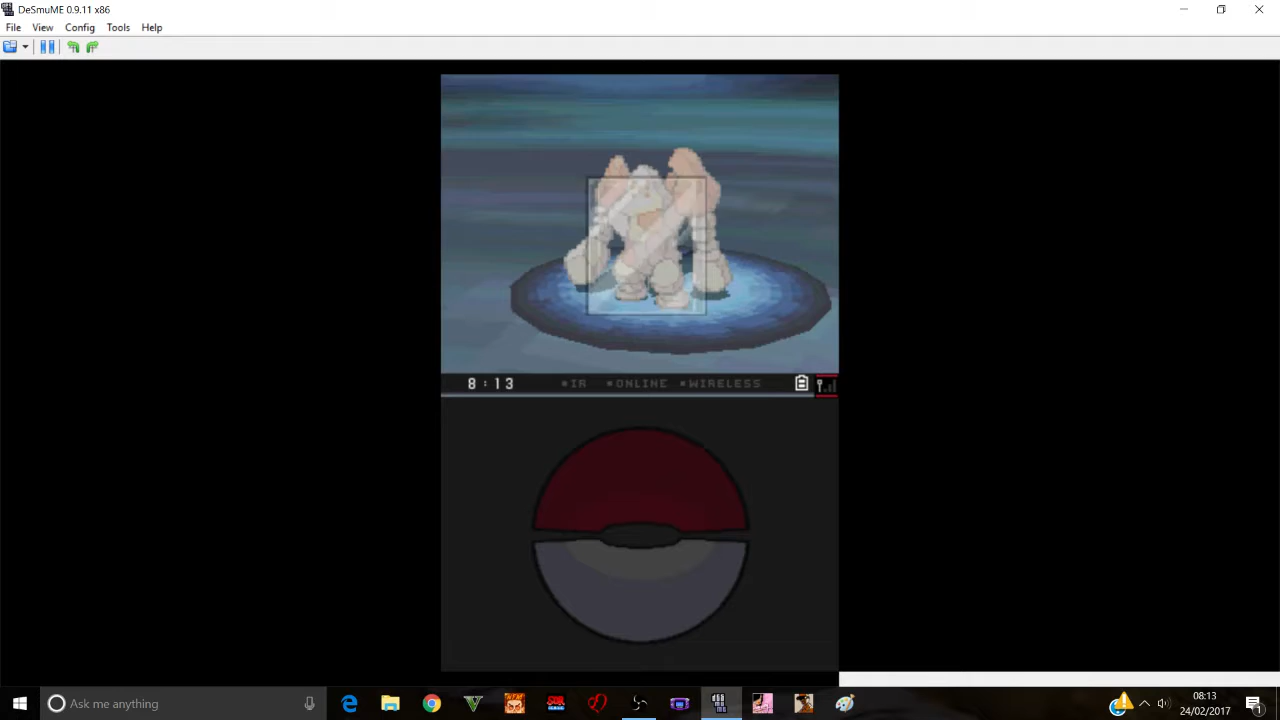 DeSmuME 0.9.11 x86
File View Config Tools Help
8:13 IR ONLINE WIRELESS
Ask me anything
08:13
24/02/2017